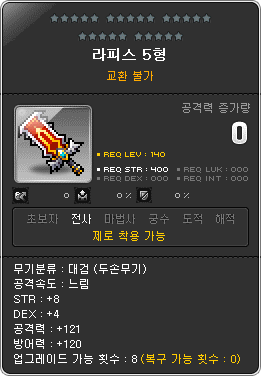 라피스 5형
교환 불가
공격력 증가량
0
REQ LEV : 140
REQ STR : 400 REQ LUK : 000
REQ DEX : 000 REQ INT : 000
0 0 % 0 %
초보자 전사 마법사 궁수 도적 해적
제로 착용 가능
무기분류 : 대검 (두손무기)
공격속도 : 느림
STR : +8
DEX : +4
공격력 : +121
방어력 : +120
업그레이드 가능 횟수 : 8 (복구 가능 횟수 : 0)